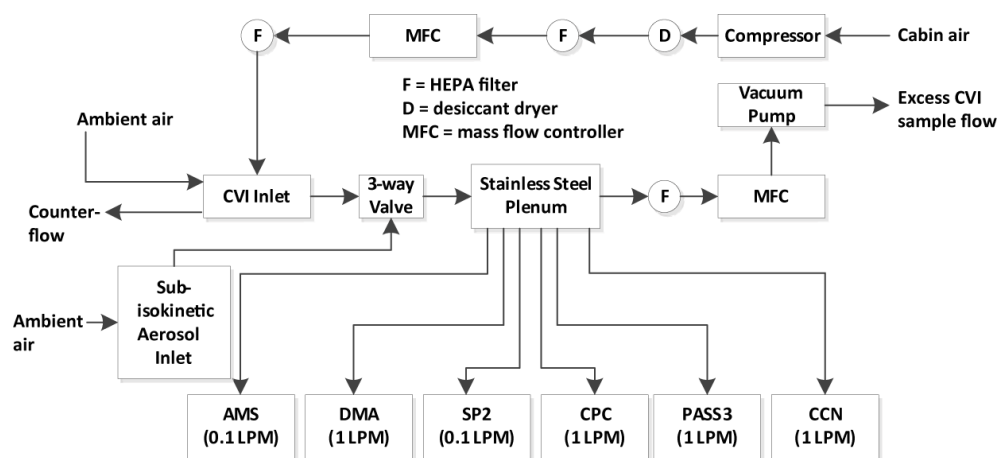 F
MFC
F
D
Compressor
Cabin air
F = HEPA filter
D = desiccant dryer
MFC = mass flow controller
Vacuum
Pump
Excess CVI
sample flow
Ambient air
CVI Inlet
3-way
Valve
Stainless Steel
Plenum
F
MFC
Counter-
flow
Sub-
isokinetic
Aerosol
Inlet
Ambient
air
AMS
(0.1 LPM)
DMA
(1 LPM)
SP2
(0.1 LPM)
CPC
(1 LPM)
PASS3
(1 LPM)
CCN
(1 LPM)